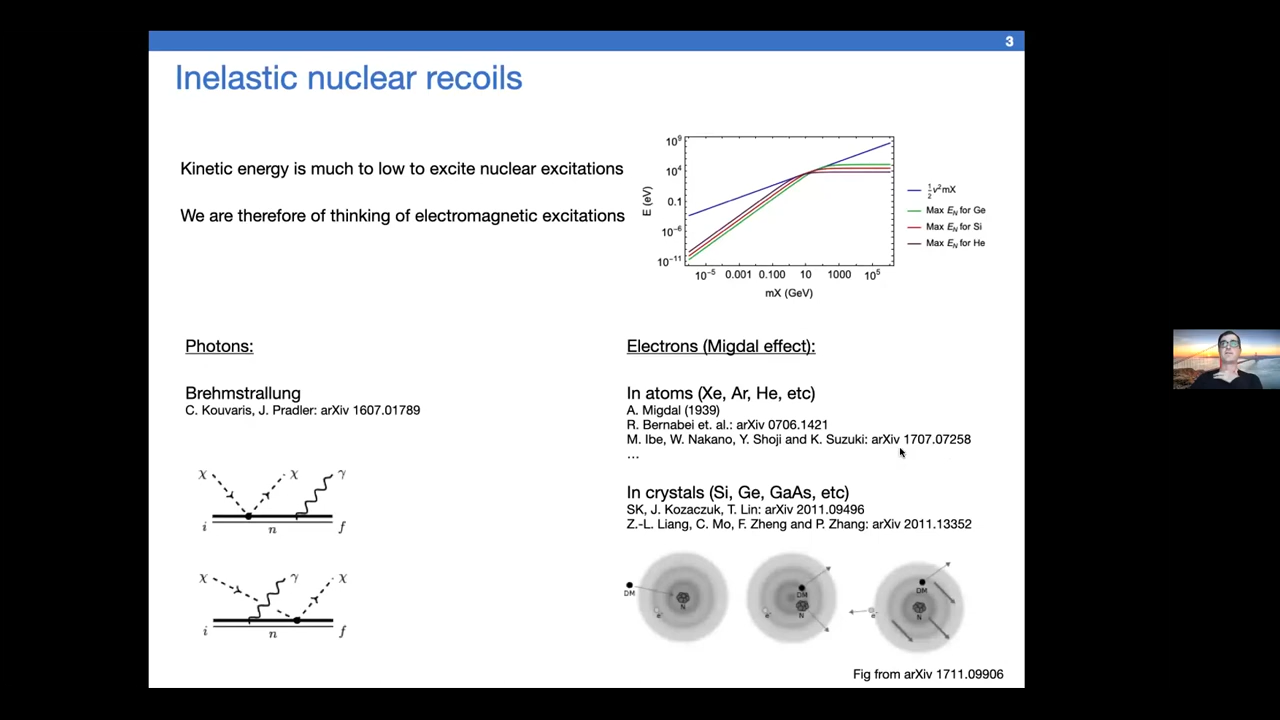 3
Inelastic nuclear recoils
Kinetic energy is much to low to excite nuclear excitations
We are therefore of thinking of electromagnetic excitations
10⁹
10⁴
0.1
10⁻⁶
10⁻¹¹
E (eV)
10⁻⁵ 0.001 0.100 10 1000 10⁵
mX (GeV)
½v²mX
Max E_N for Ge
Max E_N for Si
Max E_N for He
Photons:
Brehmstrallung
C. Kouvaris, J. Pradler: arXiv 1607.01789
χ χ γ
i n f
χ γ χ
i n f
Electrons (Migdal effect):
In atoms (Xe, Ar, He, etc)
A. Migdal (1939)
R. Bernabei et. al.: arXiv 0706.1421
M. Ibe, W. Nakano, Y. Shoji and K. Suzuki: arXiv 1707.07258
...
In crystals (Si, Ge, GaAs, etc)
SK, J. Kozaczuk, T. Lin: arXiv 2011.09496
Z.-L. Liang, C. Mo, F. Zheng and P. Zhang: arXiv 2011.13352
DM N e⁻
DM N e⁻
DM N e⁻
Fig from arXiv 1711.09906